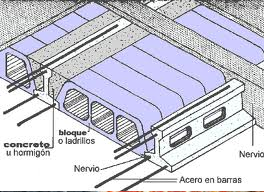 bloque
o ladrillos
concreto
u hormigón
Nervio
Nervio
Acero en barras